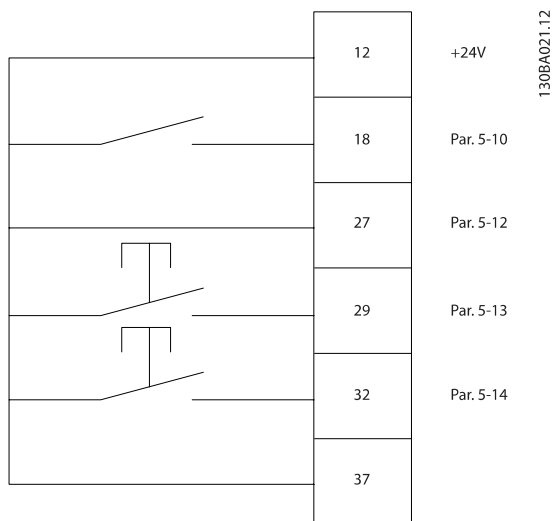 12 +24V
18 Par. 5-10
27 Par. 5-12
29 Par. 5-13
32 Par. 5-14
37
130BA021.12